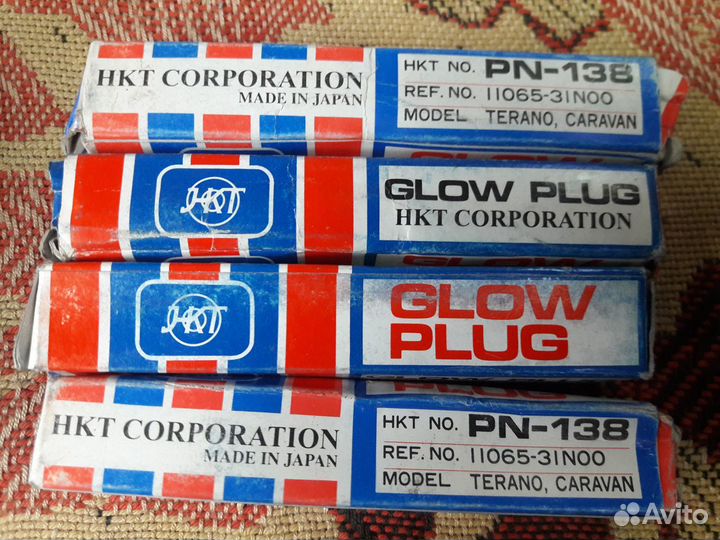 HKT CORPORATION
MADE IN JAPAN
HKT NO. PN-138
REF. NO. 11065-31N00
MODEL TERANO, CARAVAN
GLOW PLUG
HKT
GLOW PLUG
HKT CORPORATION
HKT
GLOW
PLUG
HKT CORPORATION
MADE IN JAPAN
HKT NO. PN-138
REF. NO. 11065-31N00
MODEL TERANO, CARAVAN
Avito